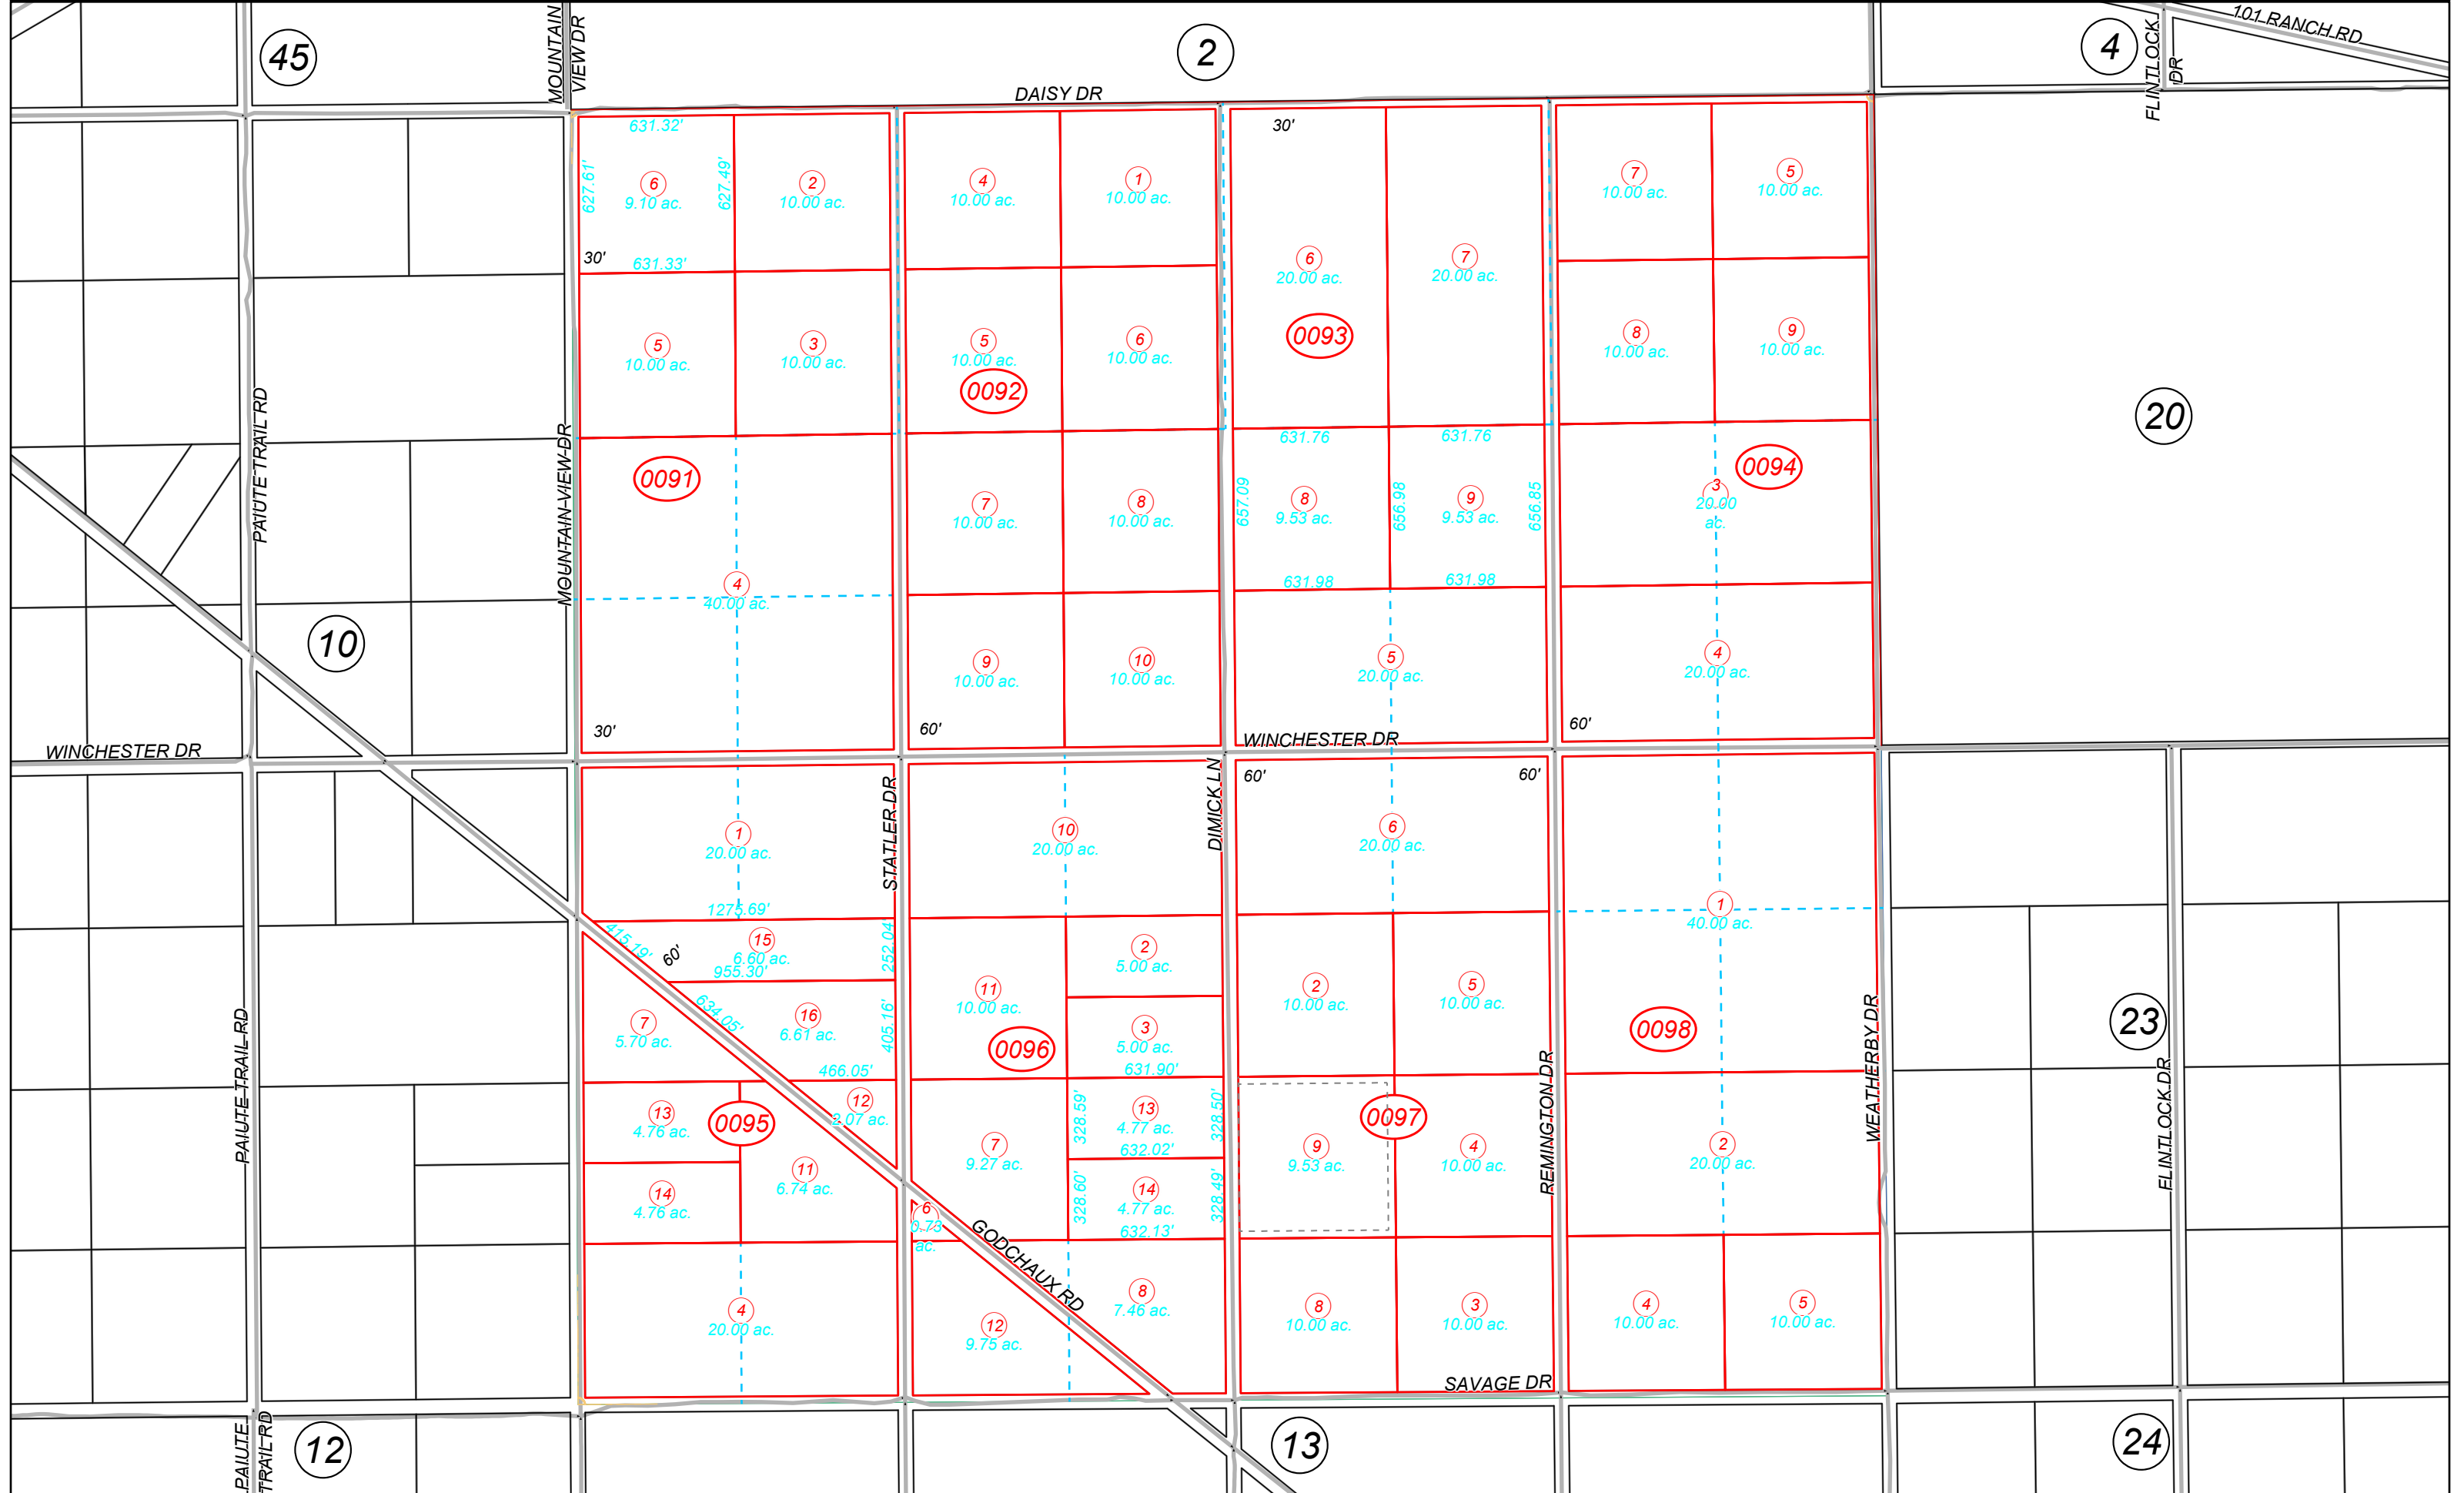 45
MOUNTAIN
VIEW DR
2
4
FLINTLOCK
DR
101 RANCH RD
DAISY DR
631.32'
627.61'
6
9.10 ac.
627.49'
30'
631.33'
2
10.00 ac.
4
10.00 ac.
1
10.00 ac.
30'
6
20.00 ac.
7
20.00 ac.
0093
7
10.00 ac.
5
10.00 ac.
5
10.00 ac.
3
10.00 ac.
5
10.00 ac.
0092
6
10.00 ac.
8
10.00 ac.
9
10.00 ac.
20
PAIUTE TRAIL RD
MOUNTAIN VIEW DR
0091
4
40.00 ac.
30'
7
10.00 ac.
8
10.00 ac.
9
10.00 ac.
10
10.00 ac.
60'
631.76
631.76
657.09
8
9.53 ac.
656.98
9
9.53 ac.
656.85
631.98
631.98
5
20.00 ac.
0094
3
20.00
ac.
4
20.00 ac.
60'
10
WINCHESTER DR
WINCHESTER DR
1
20.00 ac.
1275.69'
STATLER DR
10
20.00 ac.
DIMICK LN
60'
60'
6
20.00 ac.
1
40.00 ac.
415.19'
60'
15
6.60 ac.
955.30'
252.04'
634.05'
16
6.61 ac.
405.16'
466.05'
7
5.70 ac.
11
10.00 ac.
0096
2
5.00 ac.
3
5.00 ac.
631.90'
2
10.00 ac.
5
10.00 ac.
0098
WEATHERBY DR
23
PAIUTE TRAIL RD
13
4.76 ac.
0095
12
2.07 ac.
14
4.76 ac.
11
6.74 ac.
7
9.27 ac.
328.59'
13
4.77 ac.
328.50'
632.02'
328.60'
14
4.77 ac.
328.49'
632.13'
9
9.53 ac.
0097
4
10.00 ac.
REMINGTON DR
2
20.00 ac.
FLINTLOCK DR
6
0.73
ac.
GODCHAUX RD
4
20.00 ac.
12
9.75 ac.
8
7.46 ac.
8
10.00 ac.
3
10.00 ac.
4
10.00 ac.
5
10.00 ac.
SAVAGE DR
PAIUTE
TRAIL RD
12
13
24